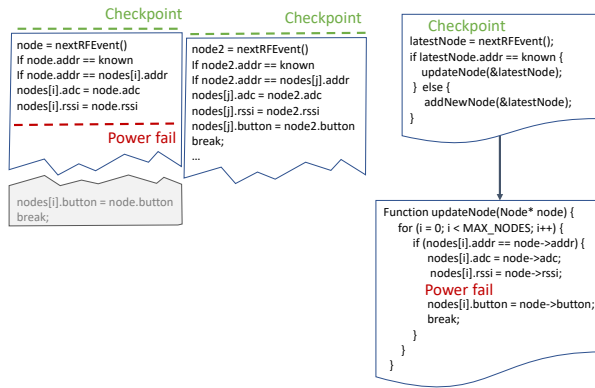 Checkpoint
node = nextRFEvent()
If node.addr == known
If node.addr == nodes[i].addr
nodes[i].adc = node.adc
nodes[i].rssi = node.rssi
Power fail
nodes[i].button = node.button
break;
Checkpoint
node2 = nextRFEvent()
If node2.addr == known
If node2.addr == nodes[j].addr
nodes[j].adc = node2.adc
nodes[j].rssi = node2.rssi
nodes[j].button = node2.button
break;
...
Checkpoint
latestNode = nextRFEvent();
if latestNode.addr == known {
updateNode(&latestNode);
} else {
addNewNode(&latestNode);
}
Function updateNode(Node* node) {
for (i = 0; i < MAX_NODES; i++) {
if (nodes[i].addr == node->addr) {
nodes[i].adc = node->adc;
nodes[i].rssi = node->rssi;
Power fail
nodes[i].button = node->button;
break;
}
}
}